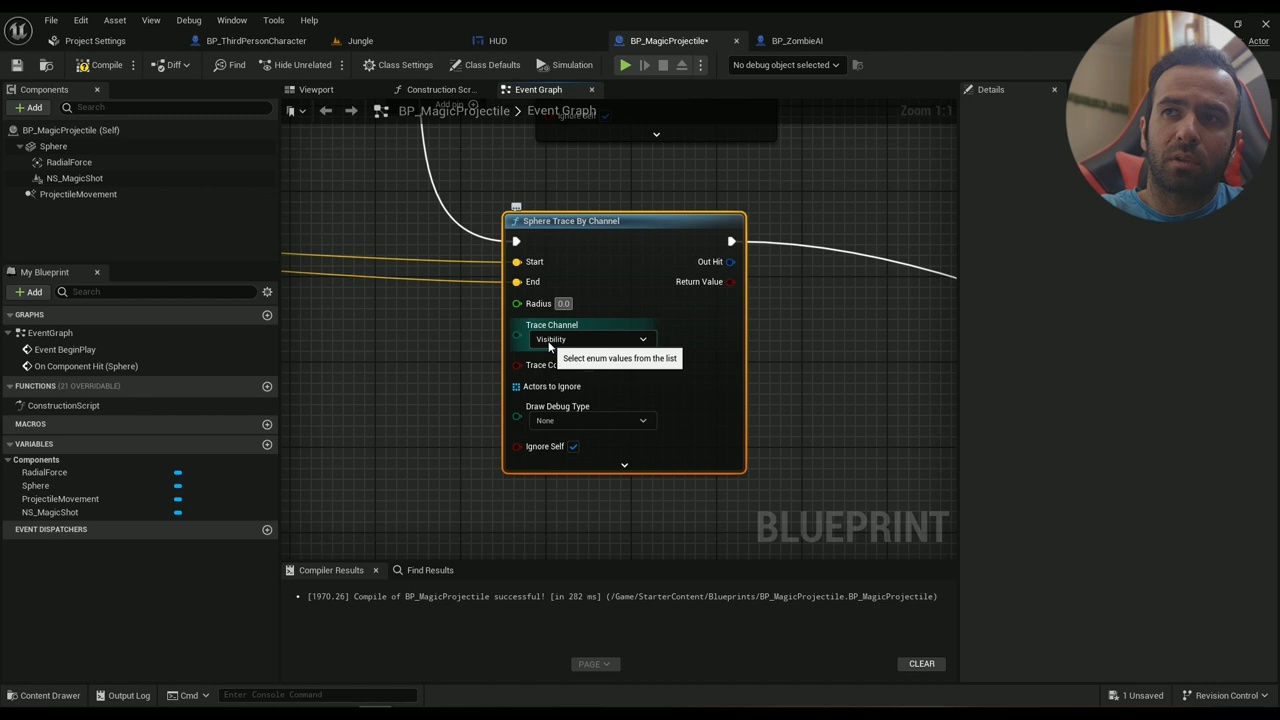 File Edit Asset View Debug Window Tools Help
Project Settings BP_ThirdPersonCharacter Jungle HUD BP_MagicProjectile• BP_ZombieAI Actor
Compile Diff Find Hide Unrelated Class Settings Class Defaults Simulation No debug object selected
Components Viewport Construction Scr... Event Graph Details
Add Search
BP_MagicProjectile > Event Graph Zoom 1:1
Add pin
Ignore Self
BP_MagicProjectile (Self)
Sphere
RadialForce
NS_MagicShot
ProjectileMovement
Sphere Trace By Channel
Start Out Hit
End Return Value
Radius 0.0
Trace Channel
Visibility
Select enum values from the list
Trace Co
Actors to Ignore
Draw Debug Type
None
Ignore Self
BLUEPRINT
My Blueprint
Add Search
GRAPHS
EventGraph
Event BeginPlay
On Component Hit (Sphere)
FUNCTIONS (21 OVERRIDABLE)
ConstructionScript
MACROS
VARIABLES
Components
RadialForce
Sphere
ProjectileMovement
NS_MagicShot
EVENT DISPATCHERS
Compiler Results Find Results
• [1970.26] Compile of BP_MagicProjectile successful! [in 282 ms] (/Game/StarterContent/Blueprints/BP_MagicProjectile.BP_MagicProjectile)
PAGE CLEAR
Content Drawer Output Log Cmd Enter Console Command 1 Unsaved Revision Control